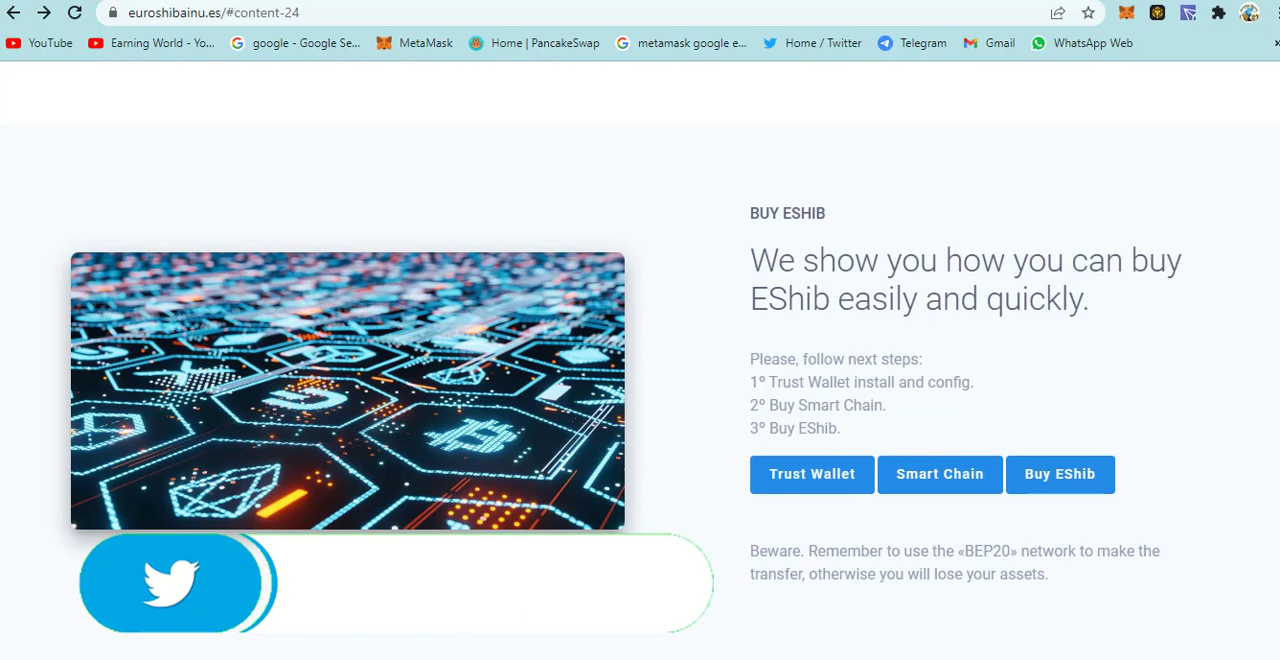 euroshibainu.es/#content-24
YouTube
Earning World - Yo...
google - Google Se...
MetaMask
Home | PancakeSwap
metamask google e...
Home / Twitter
Telegram
Gmail
WhatsApp Web
BUY ESHIB
We show you how you can buy
EShib easily and quickly.
Please, follow next steps:
1º Trust Wallet install and config.
2º Buy Smart Chain.
3º Buy EShib.
Trust Wallet
Smart Chain
Buy EShib
Beware. Remember to use the «BEP20» network to make the
transfer, otherwise you will lose your assets.